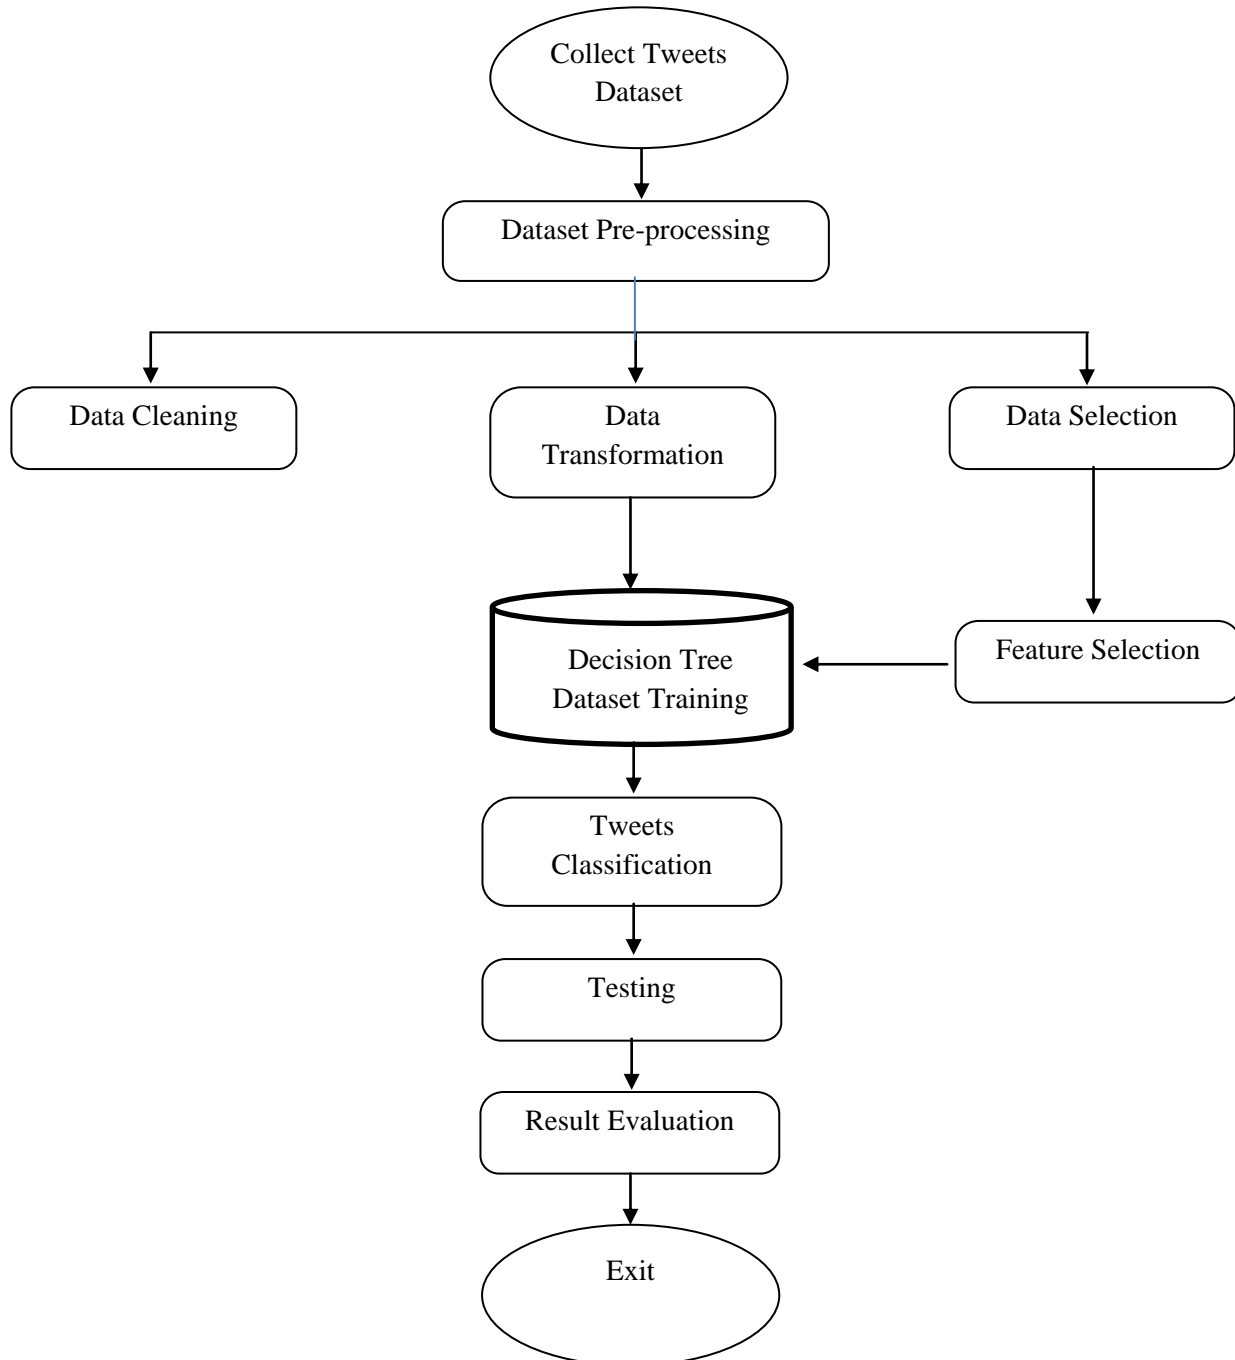 Collect Tweets
Dataset
Dataset Pre-processing
Data Cleaning
Data
Transformation
Data Selection
Decision Tree
Dataset Training
Feature Selection
Tweets
Classification
Testing
Result Evaluation
Exit